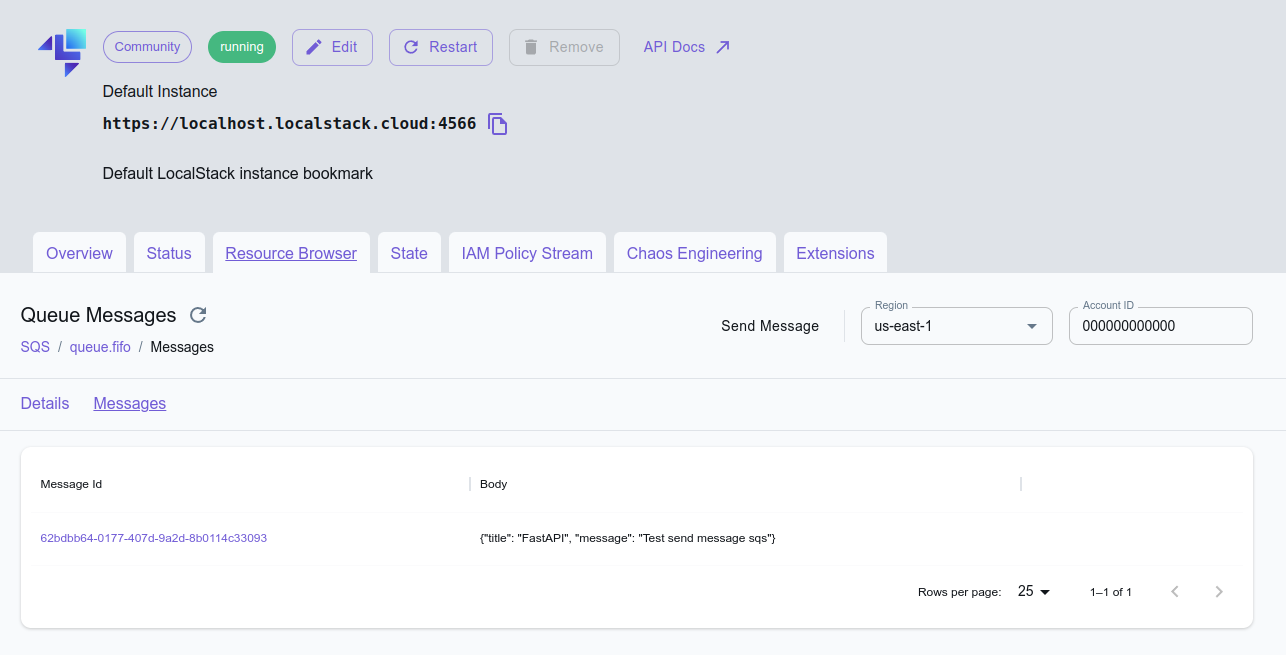 Community running Edit Restart Remove API Docs
Default Instance
https://localhost.localstack.cloud:4566
Default LocalStack instance bookmark
Overview Status Resource Browser State IAM Policy Stream Chaos Engineering Extensions
Queue Messages
Send Message
Region
us-east-1
Account ID
000000000000
SQS / queue.fifo / Messages
Details Messages
Message Id Body
62bdbb64-0177-407d-9a2d-8b0114c33093 {"title": "FastAPI", "message": "Test send message sqs"}
Rows per page: 25 1–1 of 1